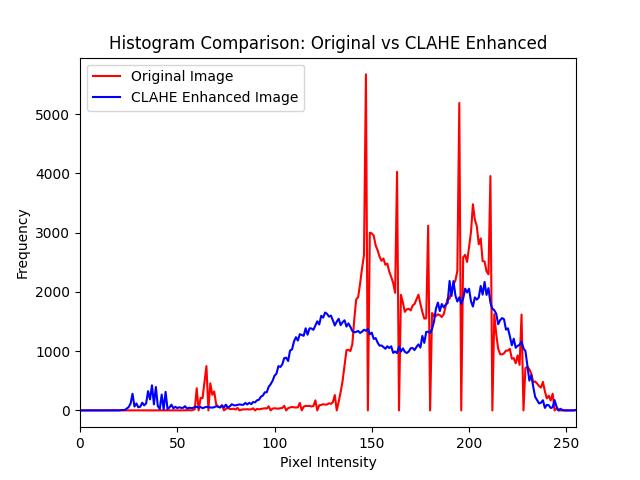 Histogram Comparison: Original vs CLAHE Enhanced
Original Image
CLAHE Enhanced Image
5000
4000
3000
2000
1000
0
Frequency
0 50 100 150 200 250
Pixel Intensity